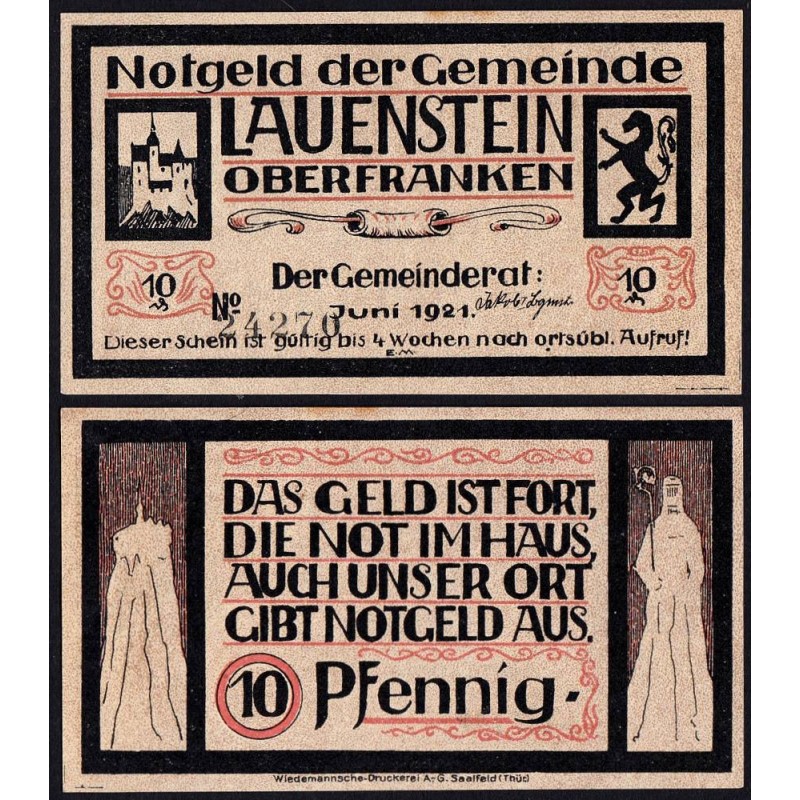 Notgeld der Gemeinde
LAUENSTEIN
OBERFRANKEN
10
10
Der Gemeinderat:
No 24270
Juni 1921.
Dieser Schein ist gültig bis 4 Wochen nach ortsübl. Aufruf!
E.M.
DAS GELD IST FORT,
DIE NOT IM HAUS,
AUCH UNSER ORT
GIBT NOTGELD AUS.
10 Pfennig.
Wiedemannsche-Druckerei A.-G. Saalfeld (Thür)